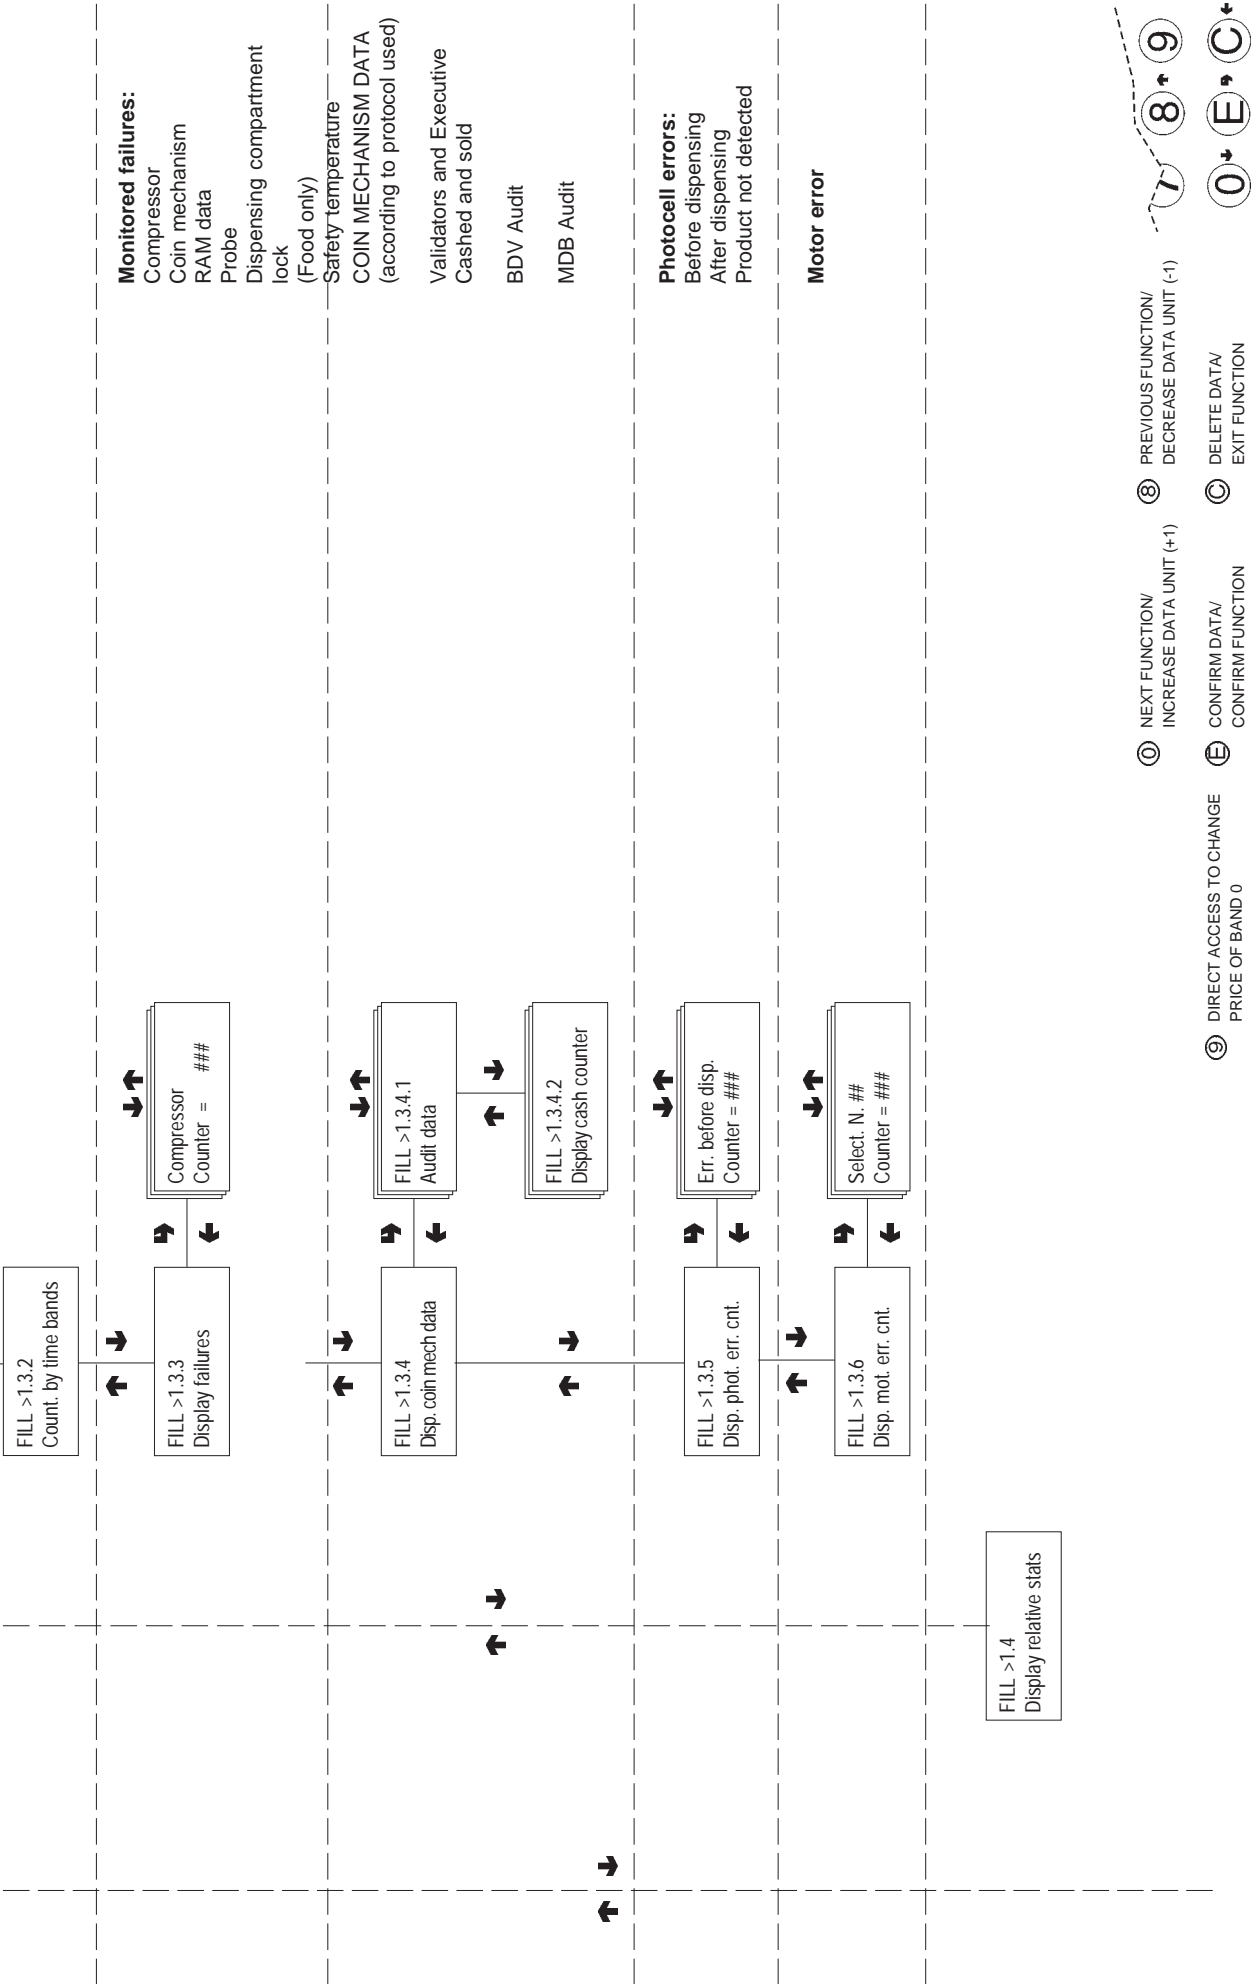 FILL >1.3.2
Count. by time bands
FILL >1.3.3
Display failures
Compressor
Counter = ###
Monitored failures:
Compressor
Coin mechanism
RAM data
Probe
Dispensing compartment
lock
(Food only)
Safety temperature
FILL >1.3.4
Disp. coin mech data
FILL >1.3.4.1
Audit data
FILL >1.3.4.2
Display cash counter
COIN MECHANISM DATA
(according to protocol used)
Validators and Executive
Cashed and sold
BDV Audit
MDB Audit
FILL >1.3.5
Disp. phot. err. cnt.
Err. before disp.
Counter = ###
Photocell errors:
Before dispensing
After dispensing
Product not detected
FILL >1.3.6
Disp. mot. err. cnt.
Select. N. ##
Counter = ###
Motor error
FILL >1.4
Display relative stats
0 NEXT FUNCTION/
INCREASE DATA UNIT (+1)
8 PREVIOUS FUNCTION/
DECREASE DATA UNIT (-1)
9 DIRECT ACCESS TO CHANGE
PRICE OF BAND 0
E CONFIRM DATA/
CONFIRM FUNCTION
C DELETE DATA/
EXIT FUNCTION
7 8 9
0 E C